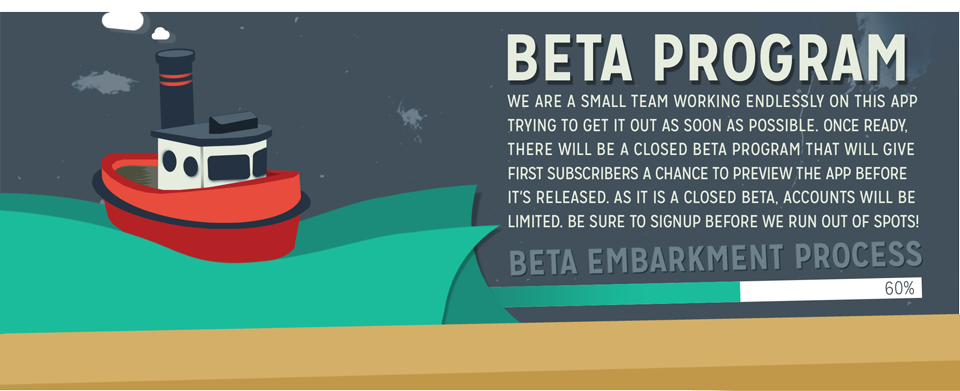 BETA PROGRAM
WE ARE A SMALL TEAM WORKING ENDLESSLY ON THIS APP
TRYING TO GET IT OUT AS SOON AS POSSIBLE. ONCE READY,
THERE WILL BE A CLOSED BETA PROGRAM THAT WILL GIVE
FIRST SUBSCRIBERS A CHANCE TO PREVIEW THE APP BEFORE
IT'S RELEASED. AS IT IS A CLOSED BETA, ACCOUNTS WILL BE
LIMITED. BE SURE TO SIGNUP BEFORE WE RUN OUT OF SPOTS!
BETA EMBARKMENT PROCESS
60%